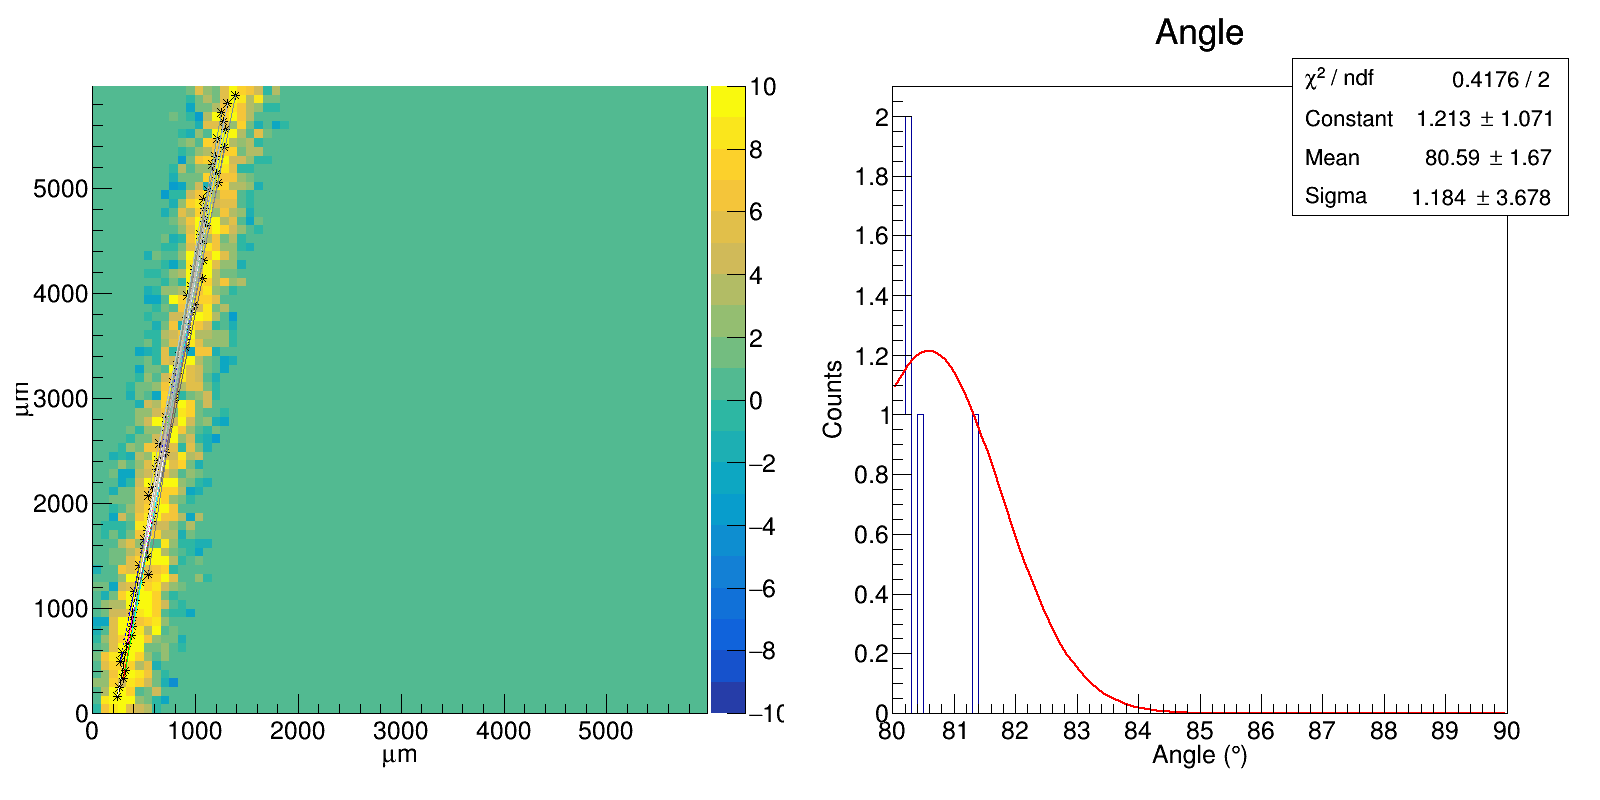 Angle
χ² / ndf 0.4176 / 2
Constant 1.213 ± 1.071
Mean 80.59 ± 1.67
Sigma 1.184 ± 3.678
μm
5000
4000
3000
2000
1000
0
0 1000 2000 3000 4000 5000
μm
10
8
6
4
2
0
−2
−4
−6
−8
−10
Counts
2
1.8
1.6
1.4
1.2
1
0.8
0.6
0.4
0.2
0
80 81 82 83 84 85 86 87 88 89 90
Angle (°)